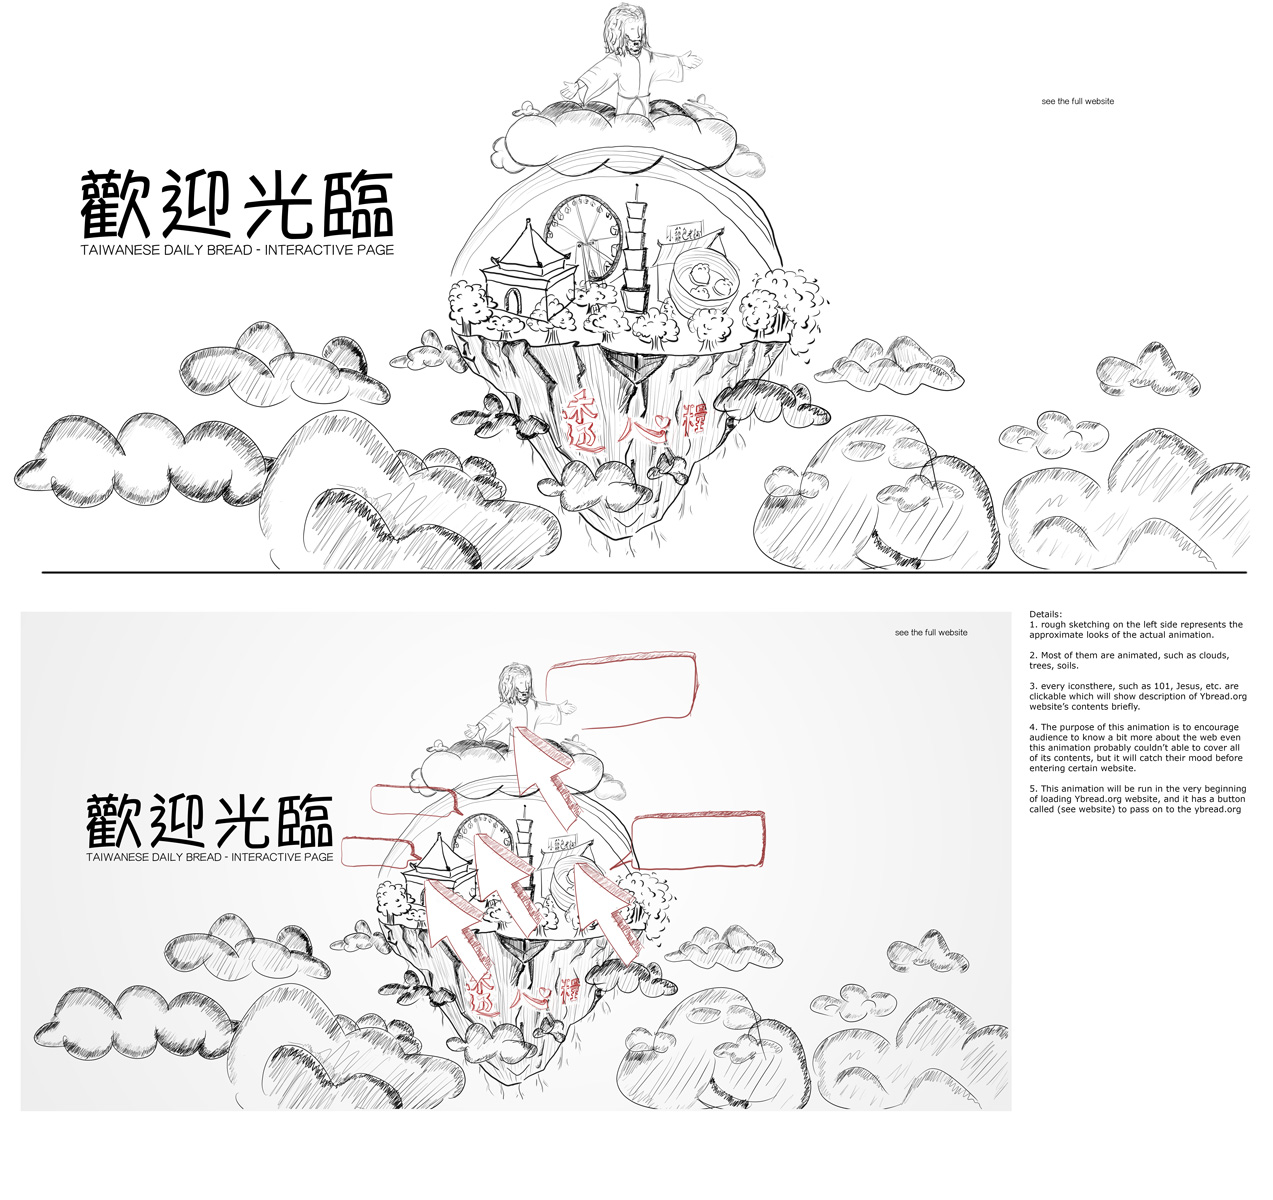 see the full website
歡迎光臨
TAIWANESE DAILY BREAD - INTERACTIVE PAGE
人心糧
see the full website
歡迎光臨
TAIWANESE DAILY BREAD - INTERACTIVE PAGE
人心糧
Details:
1. rough sketching on the left side represents the
approximate looks of the actual animation.
2. Most of them are animated, such as clouds,
trees, soils.
3. every iconsthere, such as 101, Jesus, etc. are
clickable which will show description of Ybread.org
website's contents briefly.
4. The purpose of this animation is to encourage
audience to know a bit more about the web even
this animation probably couldn't able to cover all
of its contents, but it will catch their mood before
entering certain website.
5. This animation will be run in the very beginning
of loading Ybread.org website, and it has a button
called (see website) to pass on to the ybread.org